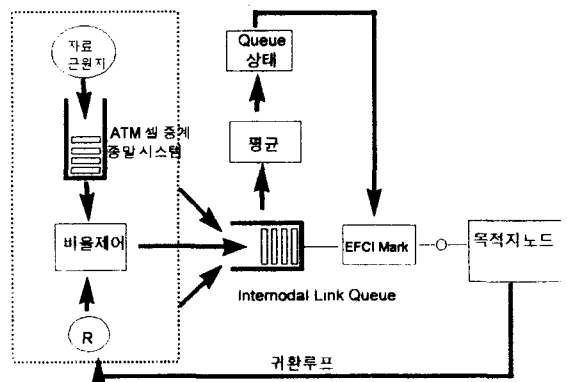 자료
근원지
ATM 셀 중계
종말 시스템
비율제어
R
Queue
상태
평균
Internodal Link Queue
EFCI Mark
목적지노드
귀환루프